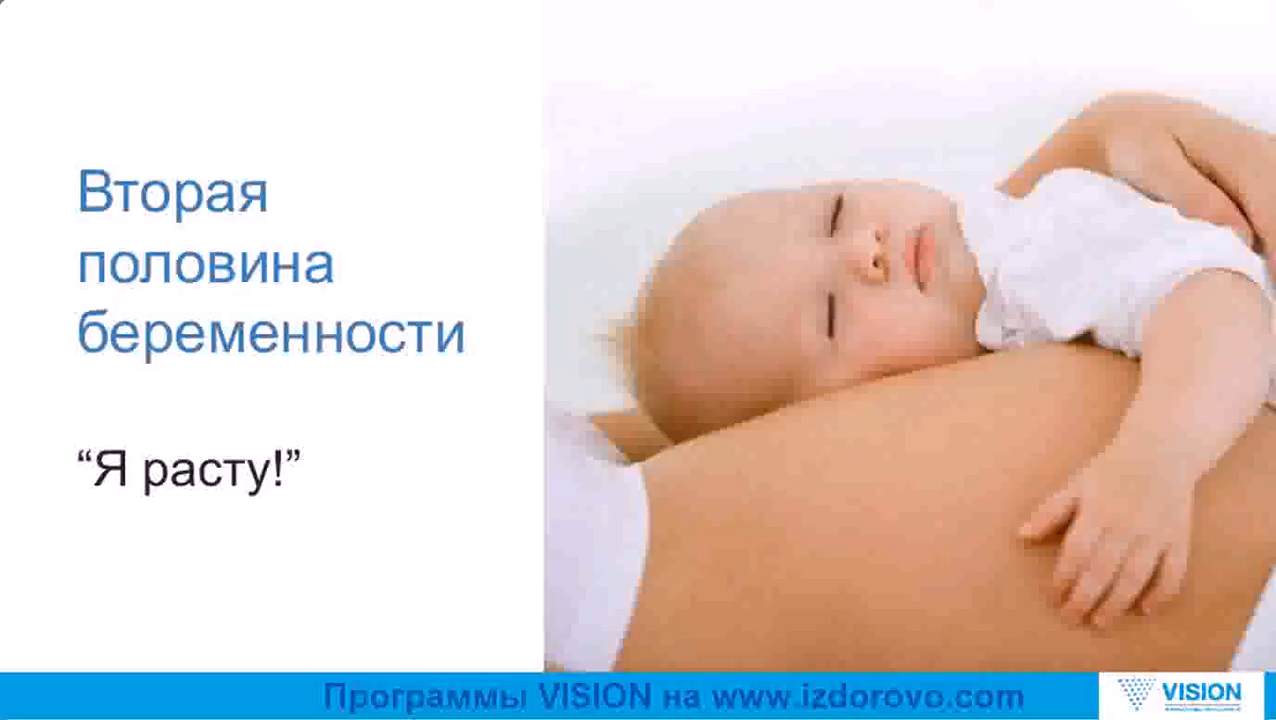 Вторая
половина
беременности
“Я расту!”
Программы VISION на www.izdorovo.com
VISION